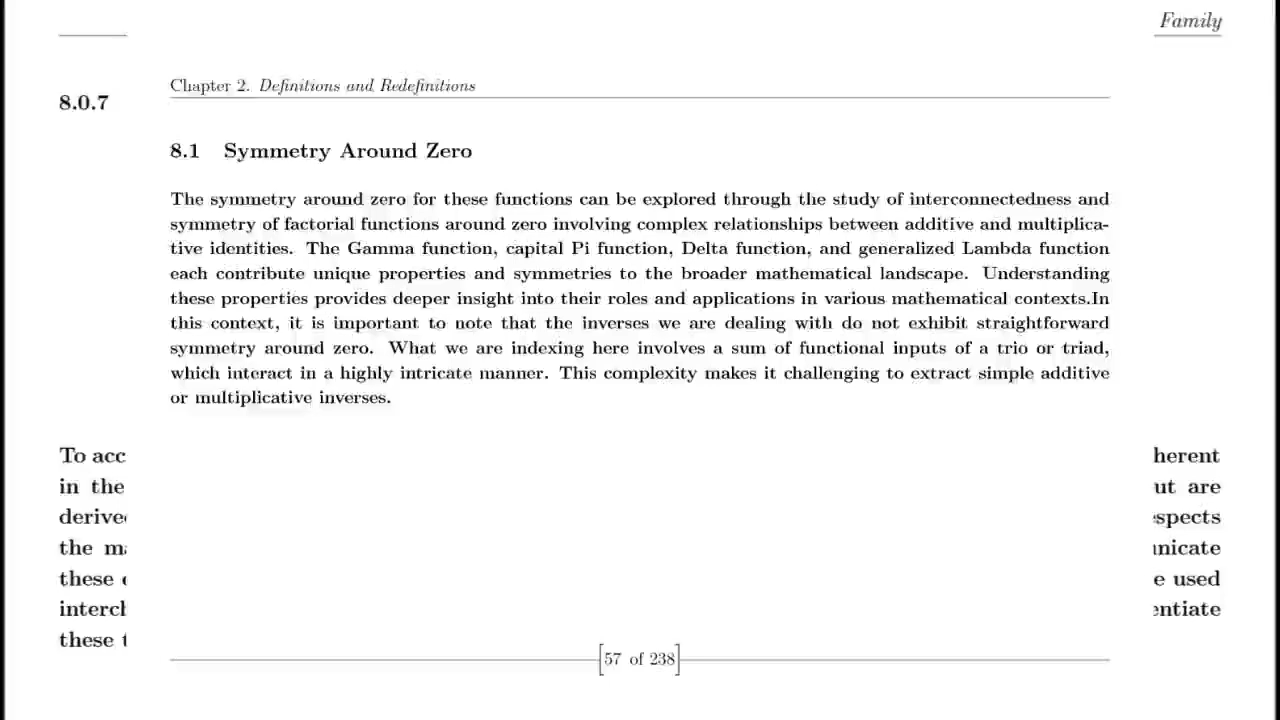 Family
Chapter 2. Definitions and Redefinitions
8.0.7
8.1 Symmetry Around Zero
The symmetry around zero for these functions can be explored through the study of interconnectedness and
symmetry of factorial functions around zero involving complex relationships between additive and multiplica-
tive identities. The Gamma function, capital Pi function, Delta function, and generalized Lambda function
each contribute unique properties and symmetries to the broader mathematical landscape. Understanding
these properties provides deeper insight into their roles and applications in various mathematical contexts.In
this context, it is important to note that the inverses we are dealing with do not exhibit straightforward
symmetry around zero. What we are indexing here involves a sum of functional inputs of a trio or triad,
which interact in a highly intricate manner. This complexity makes it challenging to extract simple additive
or multiplicative inverses.
To acc herent
in the ut are
derive spects
the m nicate
these e used
interc entiate
these t
[57 of 238]